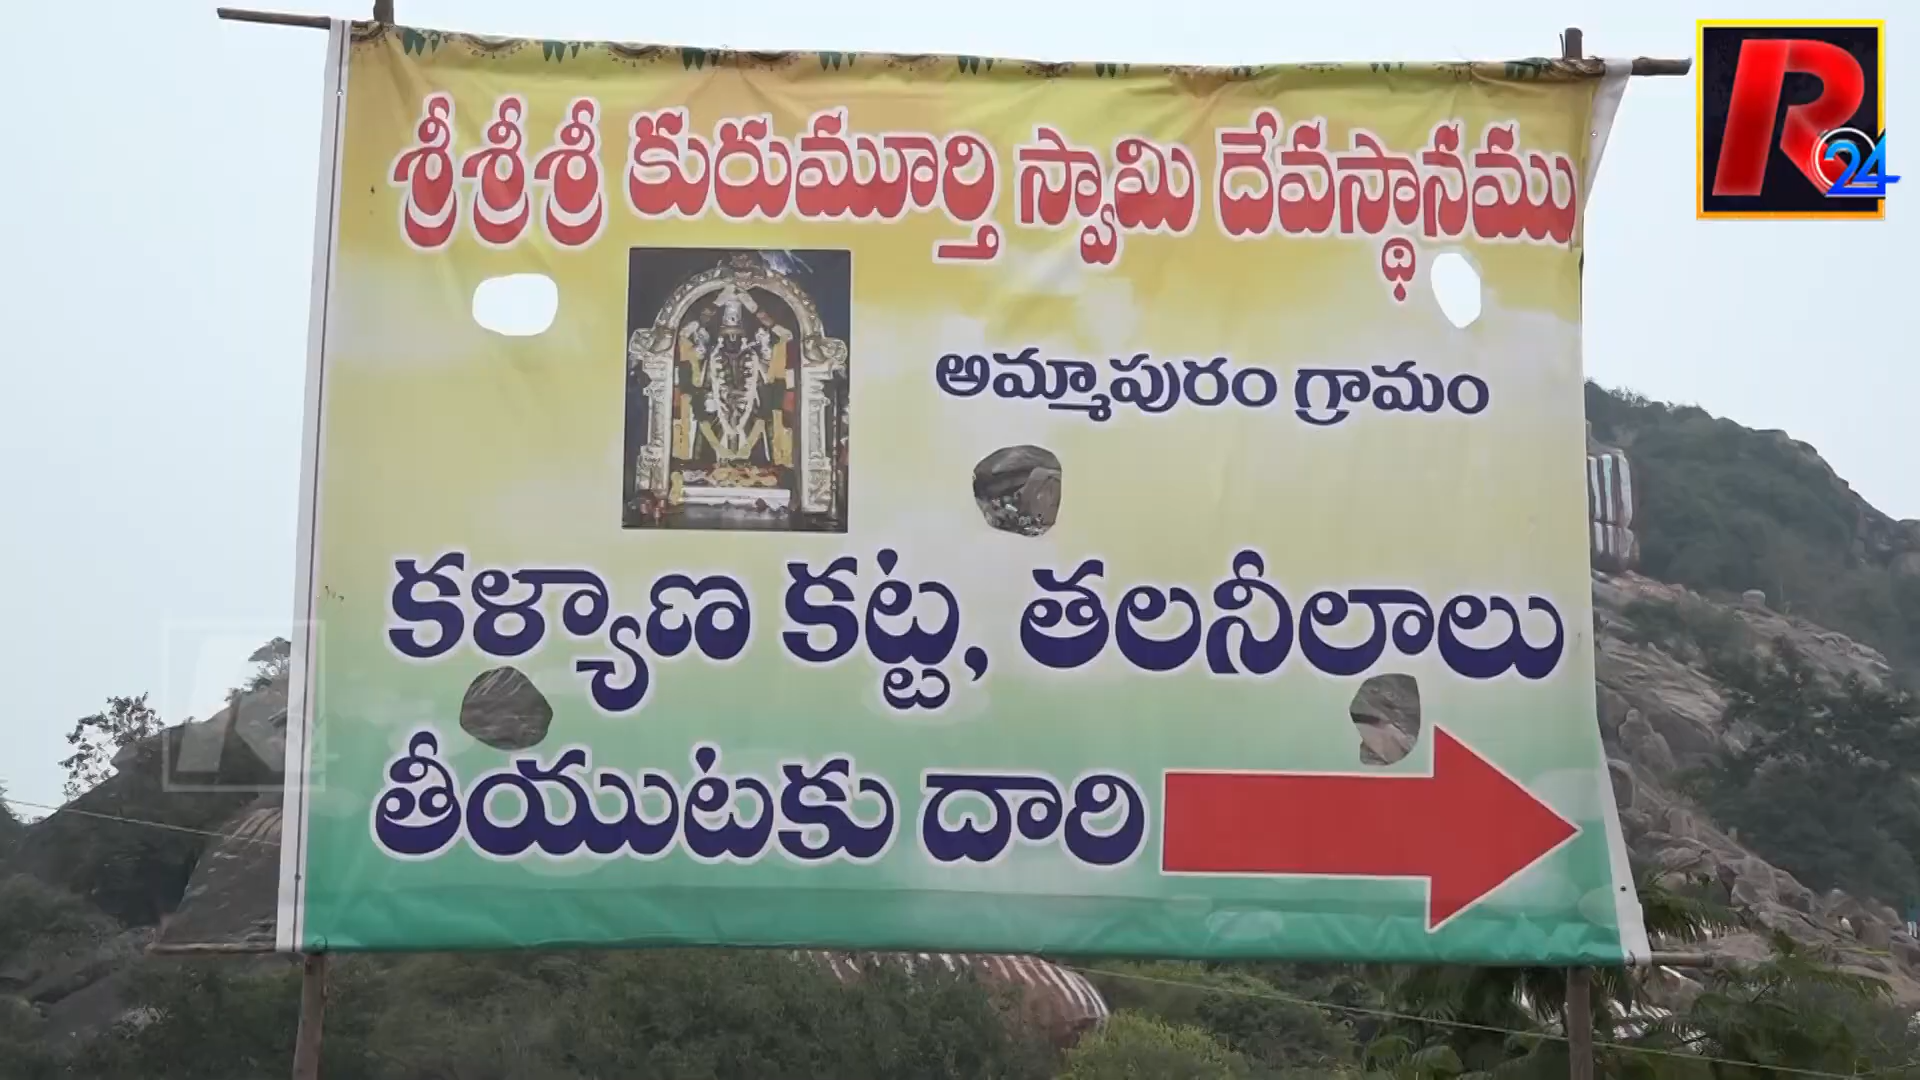 శ్రీశ్రీశ్రీ కురుమూర్తి స్వామి దేవస్థానము
అమ్మాపురం గ్రామం
కళ్యాణ కట్ట, తలనీలాలు
తీయుటకు దారి
R24